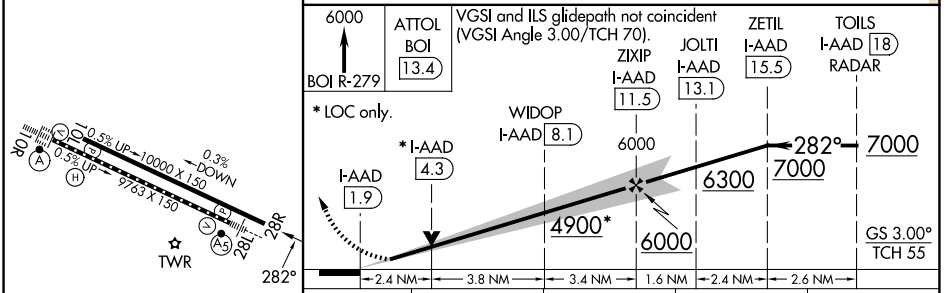 10R
10L
0.5% UP
10000 X 150
0.3%
DOWN
0.5% UP
9763 X 150
A
V
P
H
V
P
A5
28L
28R
TWR
282°
6000
BOI R-279
ATTOL
BOI
13.4
VGSI and ILS glidepath not coincident
(VGSI Angle 3.00/TCH 70).
* LOC only.
I-AAD
1.9
* I-AAD
4.3
WIDOP
I-AAD 8.1
ZIXIP
I-AAD
11.5
6000
JOLTI
I-AAD
13.1
ZETIL
I-AAD
15.5
TOILS
I-AAD 18
RADAR
282°
7000
7000
6300
6000
4900*
GS 3.00°
TCH 55
2.4 NM
3.8 NM
3.4 NM
1.6 NM
2.4 NM
2.6 NM